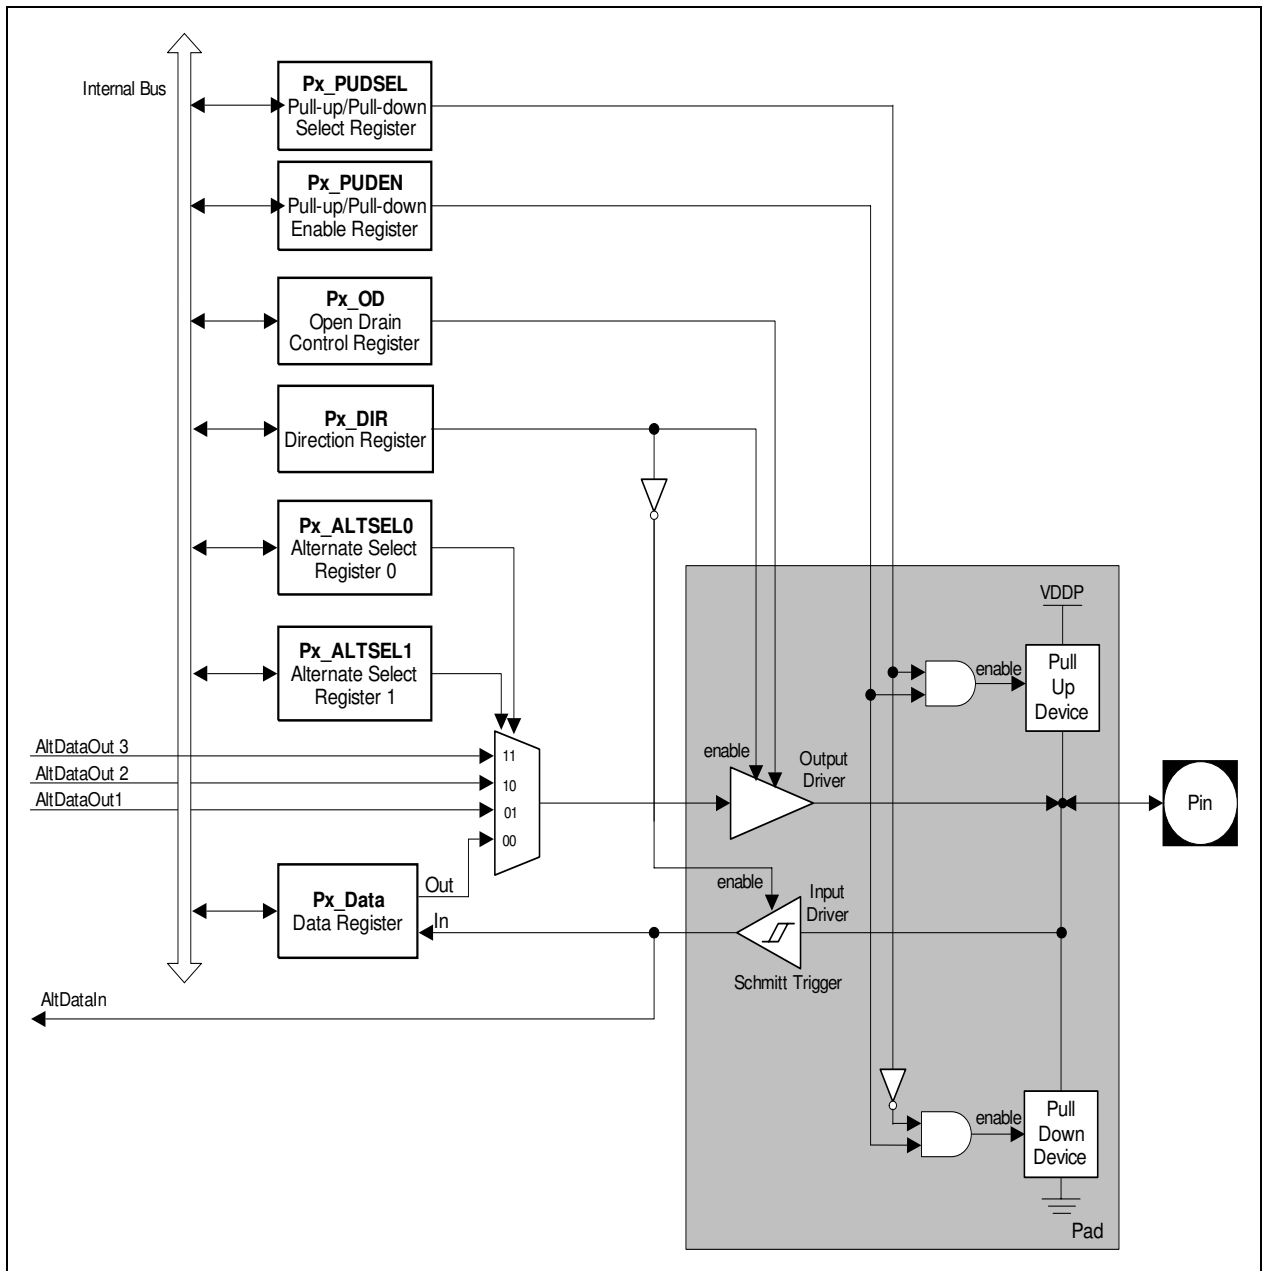 Internal Bus
Px_PUDSEL
Pull-up/Pull-down
Select Register
Px_PUDEN
Pull-up/Pull-down
Enable Register
Px_OD
Open Drain
Control Register
Px_DIR
Direction Register
Px_ALTSEL0
Alternate Select
Register 0
Px_ALTSEL1
Alternate Select
Register 1
AltDataOut 3
AltDataOut 2
AltDataOut1
11
10
01
00
Px_Data
Data Register
Out
In
AltDataIn
enable
Output
Driver
enable
Input
Driver
Schmitt Trigger
VDDP
enable
Pull
Up
Device
Pin
enable
Pull
Down
Device
Pad